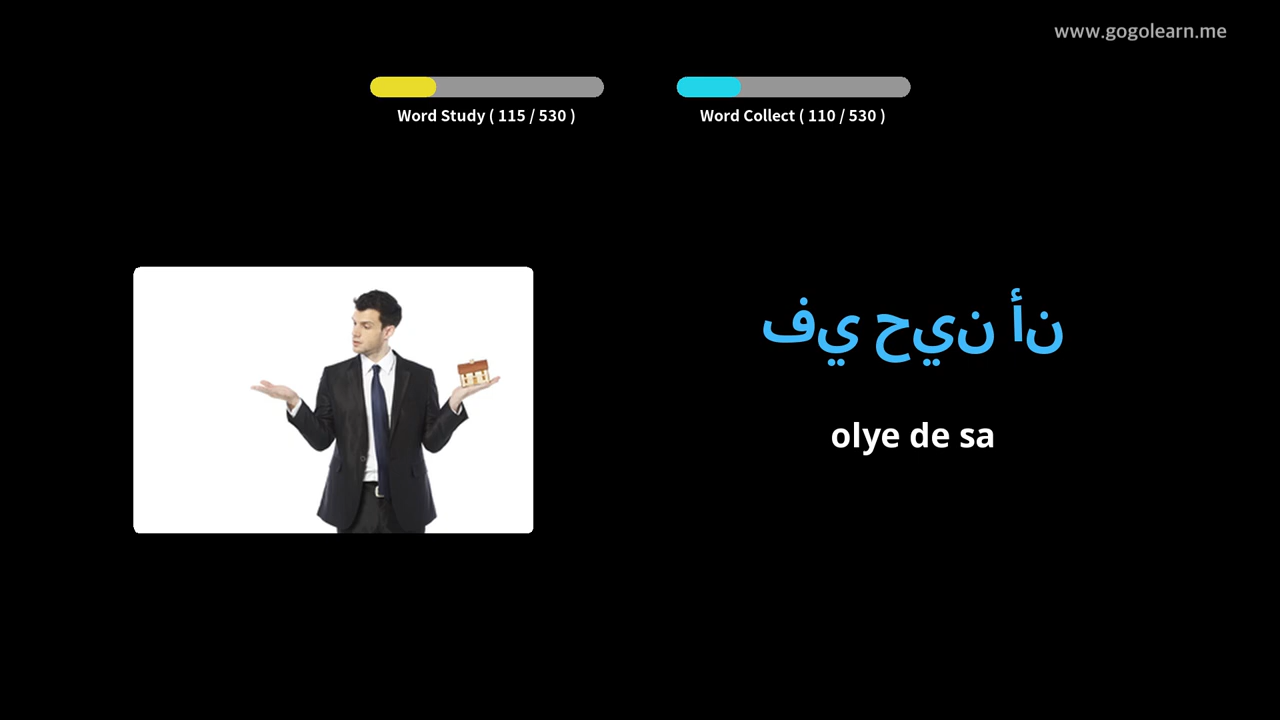 www.gogolearn.me
Word Study ( 115 / 530 )
Word Collect ( 110 / 530 )
في حين أن
olye de sa